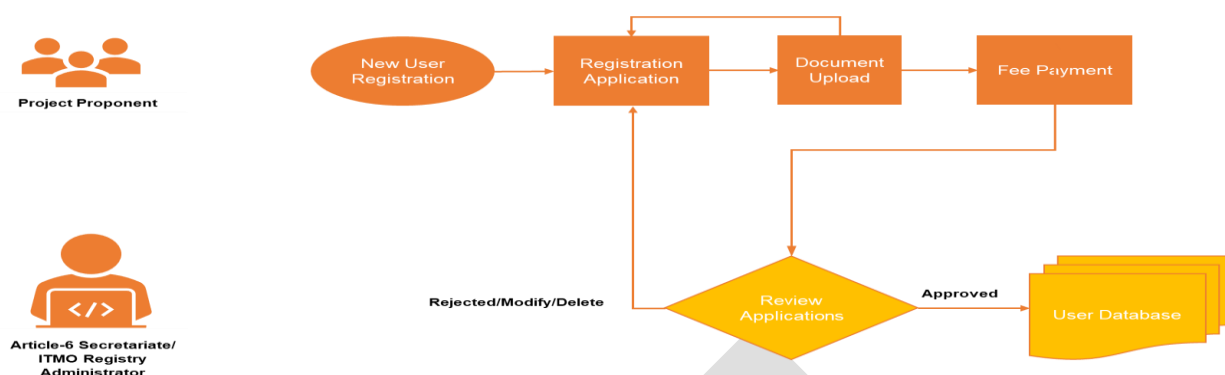 New User
Registration
Registration
Application
Document
Upload
Fee Payment
Project Proponent
Rejected/Modify/Delete
Review
Applications
Approved
User Database
</>
Article-6 Secretariate/
ITMO Registry
Administrator